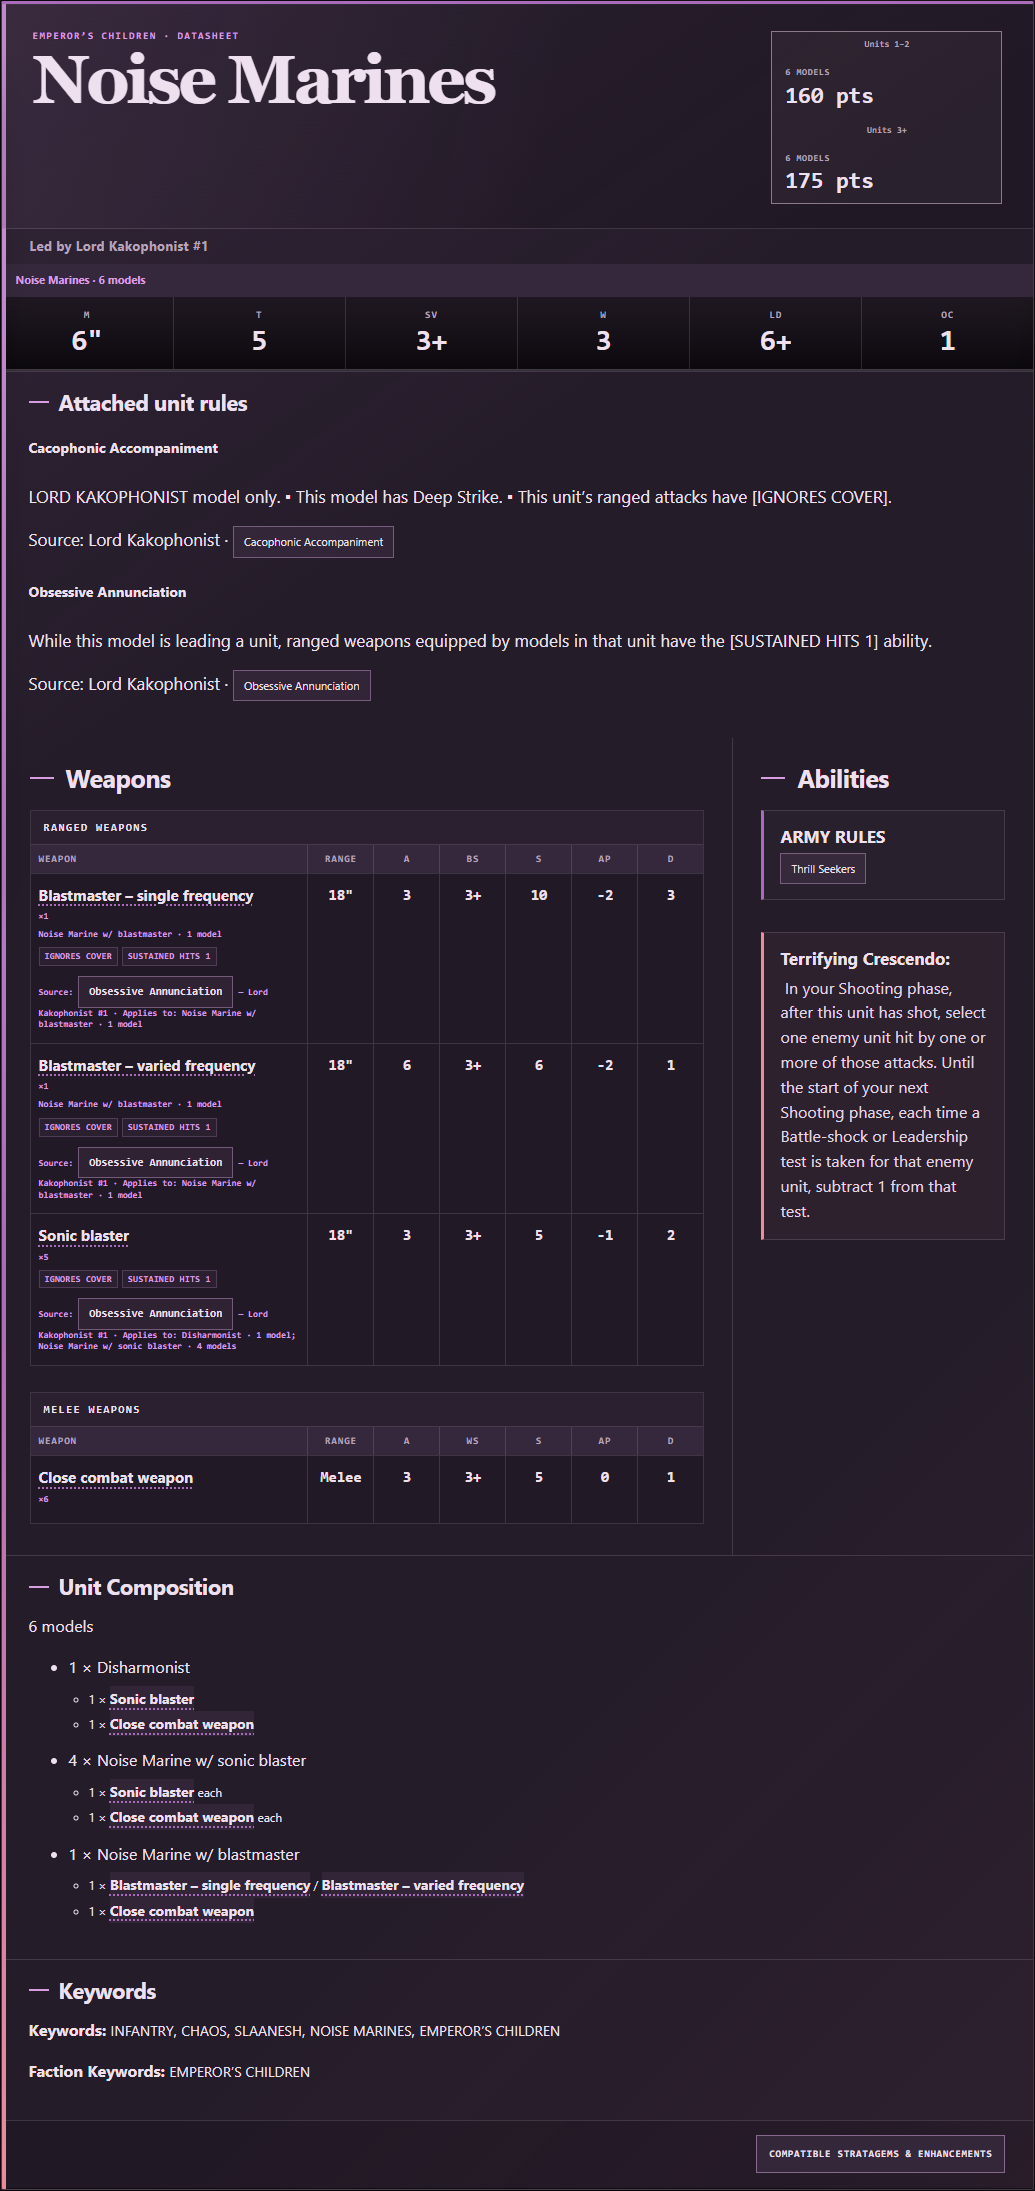 EMPEROR'S CHILDREN · DATASHEET
Noise Marines
Units 1–2
6 MODELS
160 pts
Units 3+
6 MODELS
175 pts
Led by Lord Kakophonist #1
Noise Marines · 6 models
M T SV W LD OC
6" 5 3+ 3 6+ 1
Attached unit rules
Cacophonic Accompaniment
LORD KAKOPHONIST model only. ▪ This model has Deep Strike. ▪ This unit's ranged attacks have [IGNORES COVER].
Source: Lord Kakophonist · Cacophonic Accompaniment
Obsessive Annunciation
While this model is leading a unit, ranged weapons equipped by models in that unit have the [SUSTAINED HITS 1] ability.
Source: Lord Kakophonist · Obsessive Annunciation
Weapons
RANGED WEAPONS
WEAPON RANGE A BS S AP D
Blastmaster – single frequency 18" 3 3+ 10 -2 3
×1
Noise Marine w/ blastmaster · 1 model
IGNORES COVER SUSTAINED HITS 1
Source: Obsessive Annunciation — Lord
Kakophonist #1 · Applies to: Noise Marine w/
blastmaster · 1 model
Blastmaster – varied frequency 18" 6 3+ 6 -2 1
×1
Noise Marine w/ blastmaster · 1 model
IGNORES COVER SUSTAINED HITS 1
Source: Obsessive Annunciation — Lord
Kakophonist #1 · Applies to: Noise Marine w/
blastmaster · 1 model
Sonic blaster 18" 3 3+ 5 -1 2
×5
IGNORES COVER SUSTAINED HITS 1
Source: Obsessive Annunciation — Lord
Kakophonist #1 · Applies to: Disharmonist · 1 model;
Noise Marine w/ sonic blaster · 4 models
MELEE WEAPONS
WEAPON RANGE A WS S AP D
Close combat weapon Melee 3 3+ 5 0 1
×6
Abilities
ARMY RULES
Thrill Seekers
Terrifying Crescendo:
In your Shooting phase,
after this unit has shot, select
one enemy unit hit by one or
more of those attacks. Until
the start of your next
Shooting phase, each time a
Battle-shock or Leadership
test is taken for that enemy
unit, subtract 1 from that
test.
Unit Composition
6 models
• 1 × Disharmonist
◦ 1 × Sonic blaster
◦ 1 × Close combat weapon
• 4 × Noise Marine w/ sonic blaster
◦ 1 × Sonic blaster each
◦ 1 × Close combat weapon each
• 1 × Noise Marine w/ blastmaster
◦ 1 × Blastmaster – single frequency / Blastmaster – varied frequency
◦ 1 × Close combat weapon
Keywords
Keywords: INFANTRY, CHAOS, SLAANESH, NOISE MARINES, EMPEROR'S CHILDREN
Faction Keywords: EMPEROR'S CHILDREN
COMPATIBLE STRATAGEMS & ENHANCEMENTS